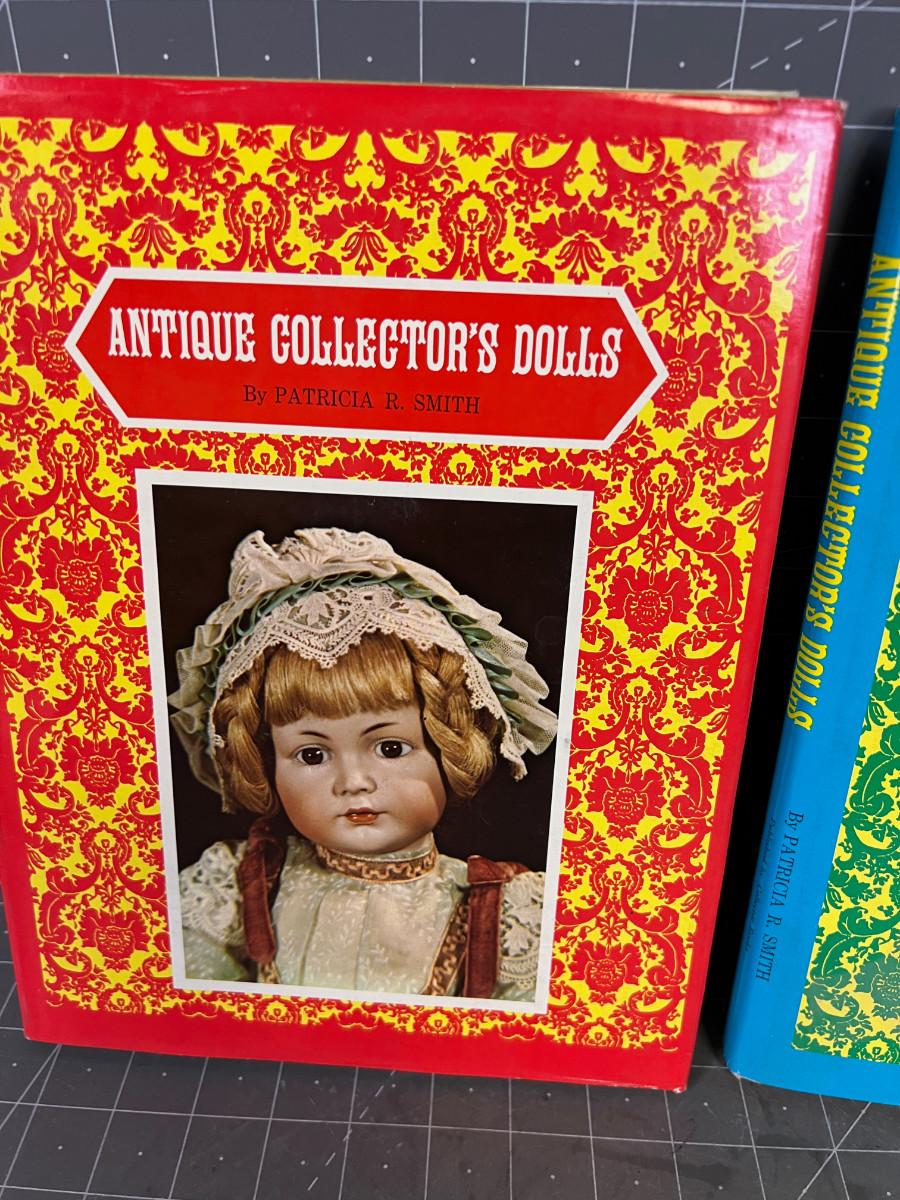 ANTIQUE COLLECTOR'S DOLLS
By PATRICIA R. SMITH
ANTIQUE COLLECTOR'S DOLLS
By PATRICIA R. SMITH